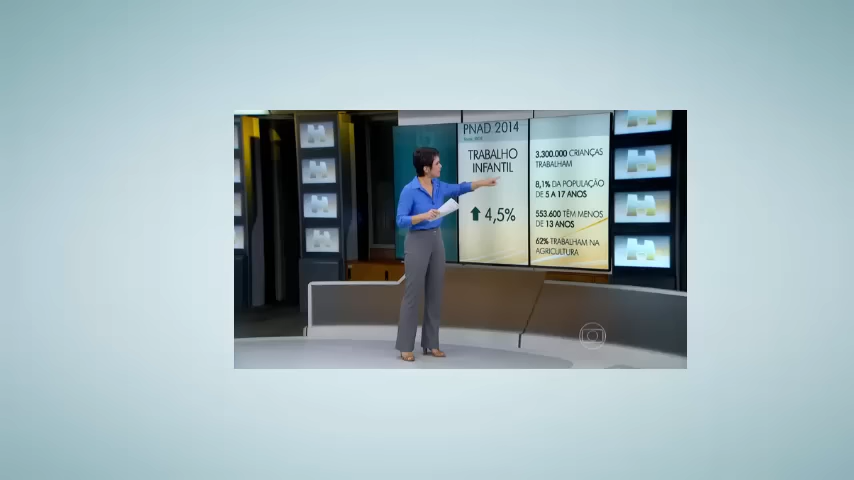 PNAD 2014
TRABALHO
INFANTIL
4,5%
3.300.000 CRIANÇAS
TRABALHAM
8,1% DA POPULAÇÃO
DE 5 A 17 ANOS
553.600 TÊM MENOS
DE 13 ANOS
62% TRABALHAM NA
AGRICULTURA